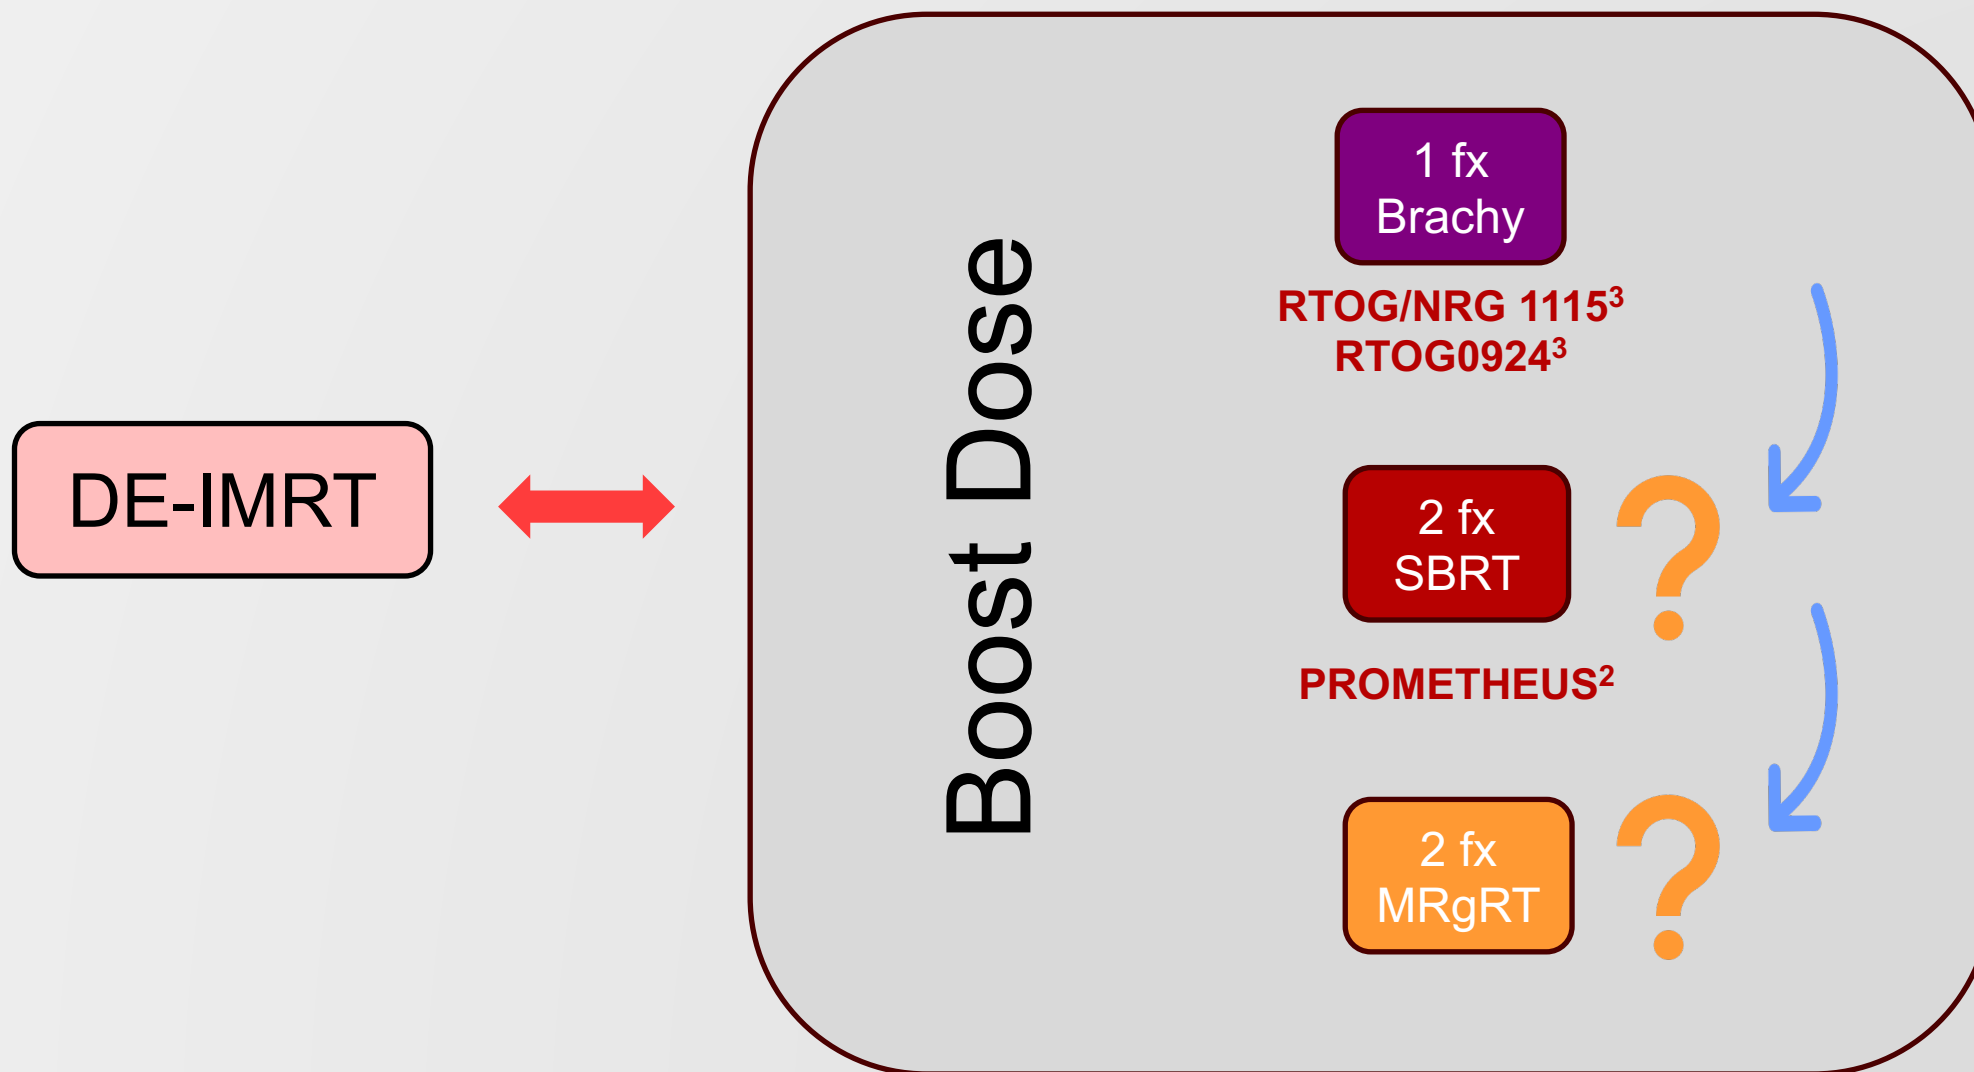 DE-IMRT
Boost Dose
1 fx
Brachy
RTOG/NRG 1115³
RTOG0924³
2 fx
SBRT
?
PROMETHEUS²
2 fx
MRgRT
?